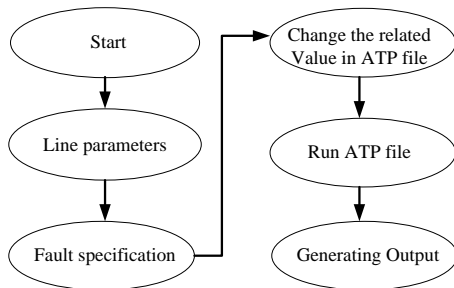 Start
Line parameters
Fault specification
Change the related
Value in ATP file
Run ATP file
Generating Output